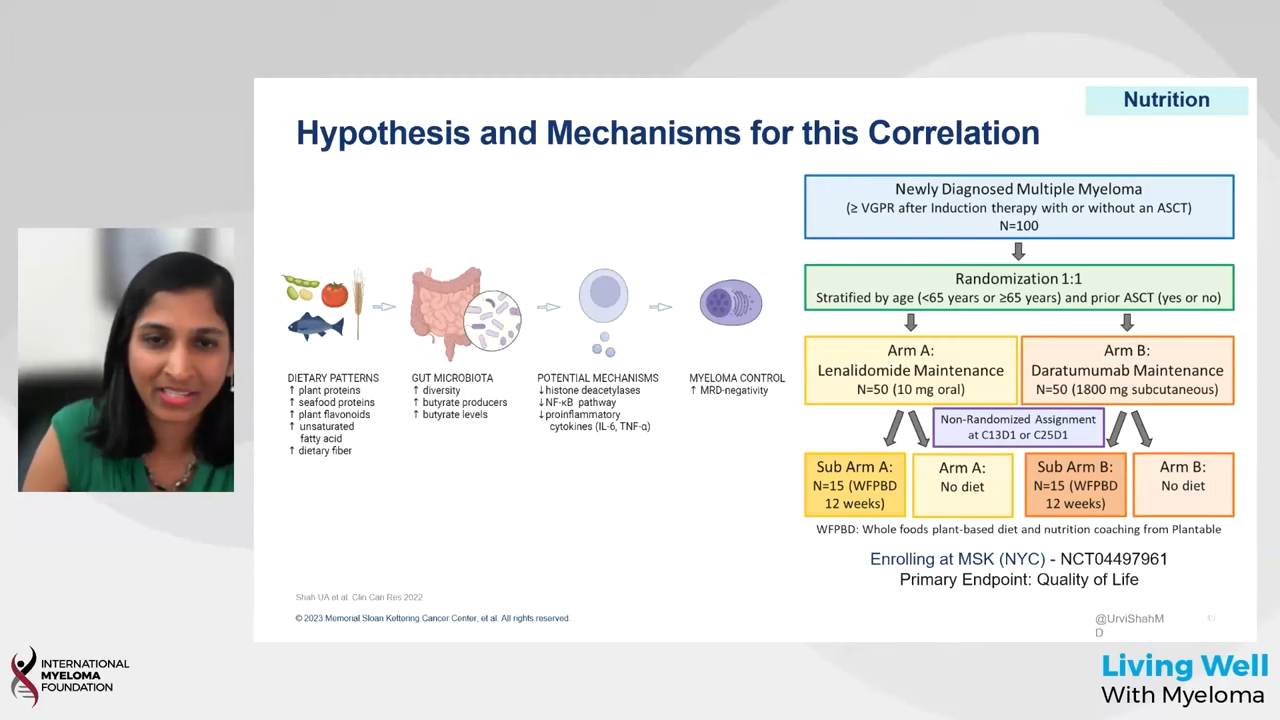 Nutrition
Hypothesis and Mechanisms for this Correlation
DIETARY PATTERNS
↑ plant proteins
↑ seafood proteins
↑ plant flavonoids
↑ unsaturated
fatty acid
↑ dietary fiber
GUT MICROBIOTA
↑ diversity
↑ butyrate producers
↑ butyrate levels
POTENTIAL MECHANISMS
↓histone deacetylases
↓NF-κB pathway
↓proinflammatory
cytokines (IL-6, TNF-α)
MYELOMA CONTROL
↑ MRD-negativity
Newly Diagnosed Multiple Myeloma
(≥ VGPR after Induction therapy with or without an ASCT)
N=100
Randomization 1:1
Stratified by age (<65 years or ≥65 years) and prior ASCT (yes or no)
Arm A:
Lenalidomide Maintenance
N=50 (10 mg oral)
Arm B:
Daratumumab Maintenance
N=50 (1800 mg subcutaneous)
Non-Randomized Assignment
at C13D1 or C25D1
Sub Arm A:
N=15 (WFPBD
12 weeks)
Arm A:
No diet
Sub Arm B:
N=15 (WFPBD
12 weeks)
Arm B:
No diet
WFPBD: Whole foods plant-based diet and nutrition coaching from Plantable
Enrolling at MSK (NYC) - NCT04497961
Primary Endpoint: Quality of Life
Shah UA et al. Clin Can Res 2022
© 2023 Memorial Sloan Kettering Cancer Center, et al. All rights reserved.
@UrviShahM
D
INTERNATIONAL
MYELOMA
FOUNDATION
Living Well
With Myeloma